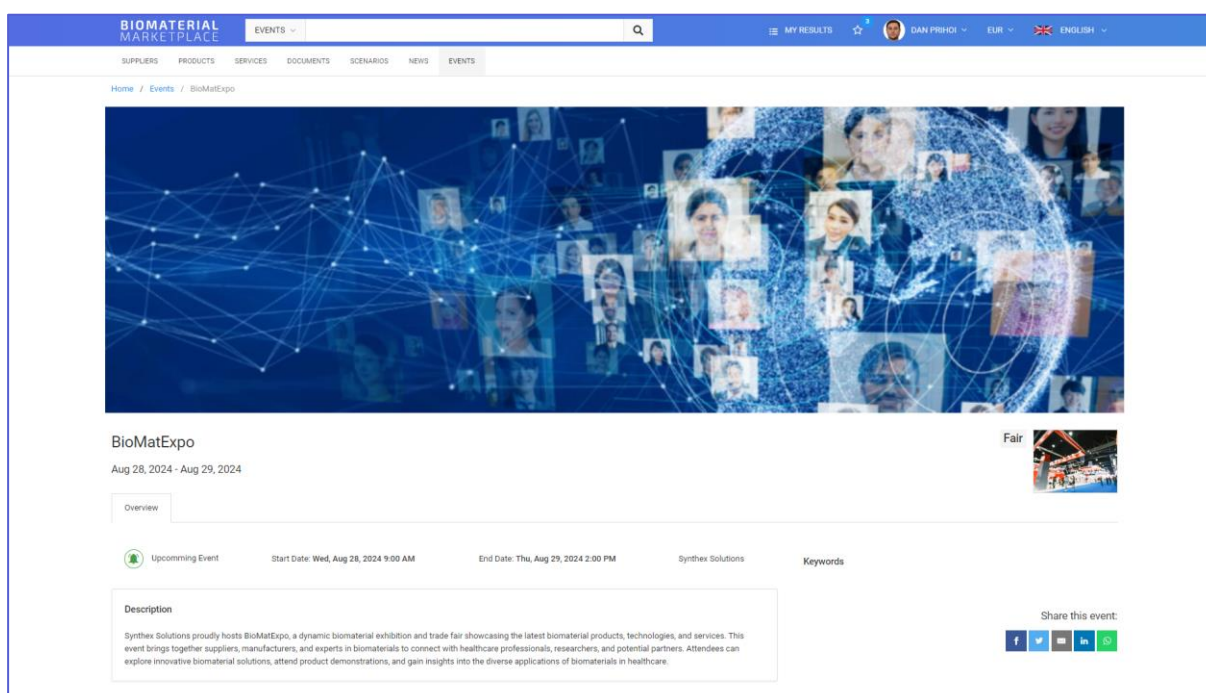 BIOMATERIAL
MARKETPLACE
EVENTS
MY RESULTS
3
DAN PRIHOI
EUR
ENGLISH
SUPPLIERS PRODUCTS SERVICES DOCUMENTS SCENARIOS NEWS EVENTS
Home / Events / BioMatExpo
BioMatExpo
Fair
Aug 28, 2024 - Aug 29, 2024
Overview
Upcomming Event Start Date: Wed, Aug 28, 2024 9:00 AM End Date: Thu, Aug 29, 2024 2:00 PM Synthex Solutions Keywords
Description
Synthex Solutions proudly hosts BioMatExpo, a dynamic biomaterial exhibition and trade fair showcasing the latest biomaterial products, technologies, and services. This
event brings together suppliers, manufacturers, and experts in biomaterials to connect with healthcare professionals, researchers, and potential partners. Attendees can
explore innovative biomaterial solutions, attend product demonstrations, and gain insights into the diverse applications of biomaterials in healthcare.
Share this event: